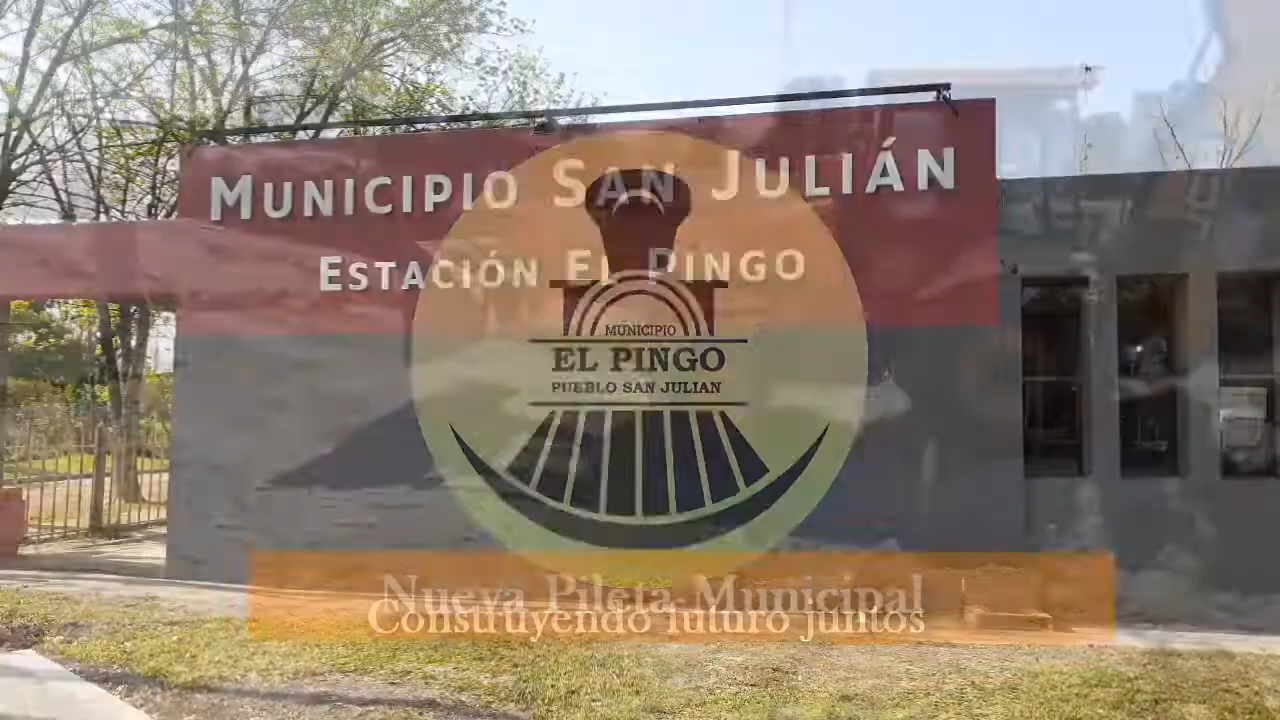 MUNICIPIO SAN JULIÁN
ESTACIÓN EL PINGO
MUNICIPIO
EL PINGO
PUEBLO SAN JULIAN
Nueva Pileta Municipal
Construyendo futuro juntos